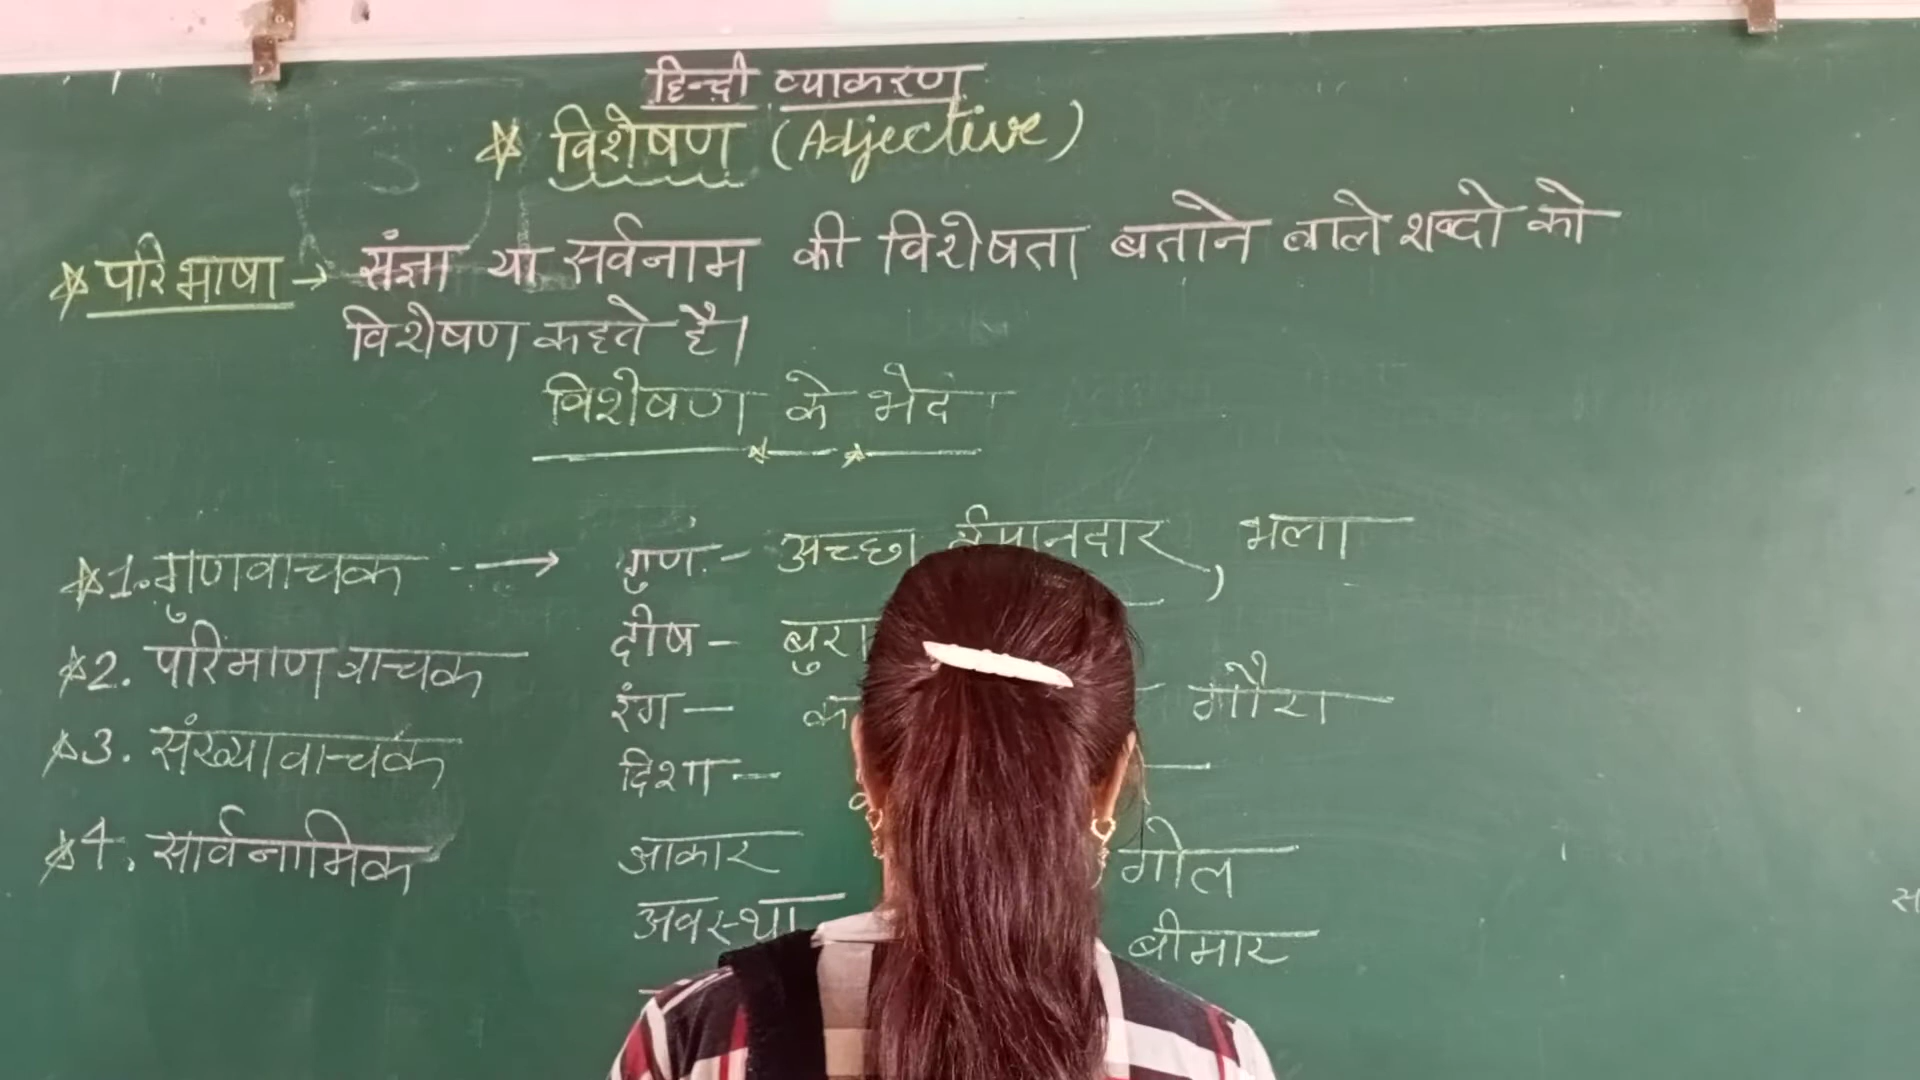 हिन्दी व्याकरण
विशेषण (Adjective)
परिभाषा → संज्ञा या सर्वनाम की विशेषता बताने वाले शब्दो को
विशेषण कहते है।
विशेषण के भेद
1. गुणवाचक → गुण - अच्छा ईमानदार, भला
दोष - बुरा
2. परिमाणवाचक
रंग - गौरा
3. संख्यावाचक
दिशा -
4. सार्वनामिक
आकार गोल
अवस्था बीमार